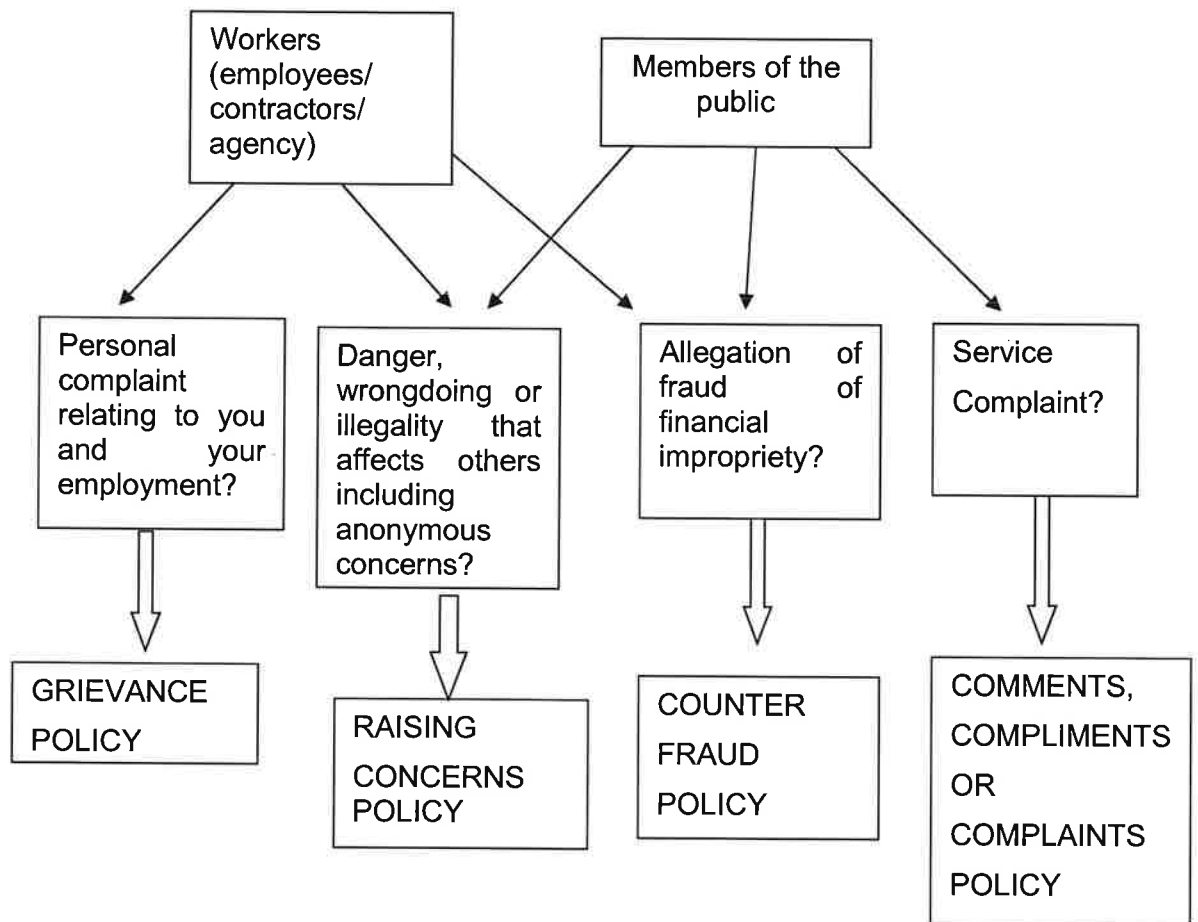 Workers
(employees/
contractors/
agency)
Members of the
public
Personal
complaint
relating to you
and your
employment?
Danger,
wrongdoing or
illegality that
affects others
including
anonymous
concerns?
Allegation of
fraud of
financial
impropriety?
Service
Complaint?
GRIEVANCE
POLICY
RAISING
CONCERNS
POLICY
COUNTER
FRAUD
POLICY
COMMENTS,
COMPLIMENTS
OR
COMPLAINTS
POLICY